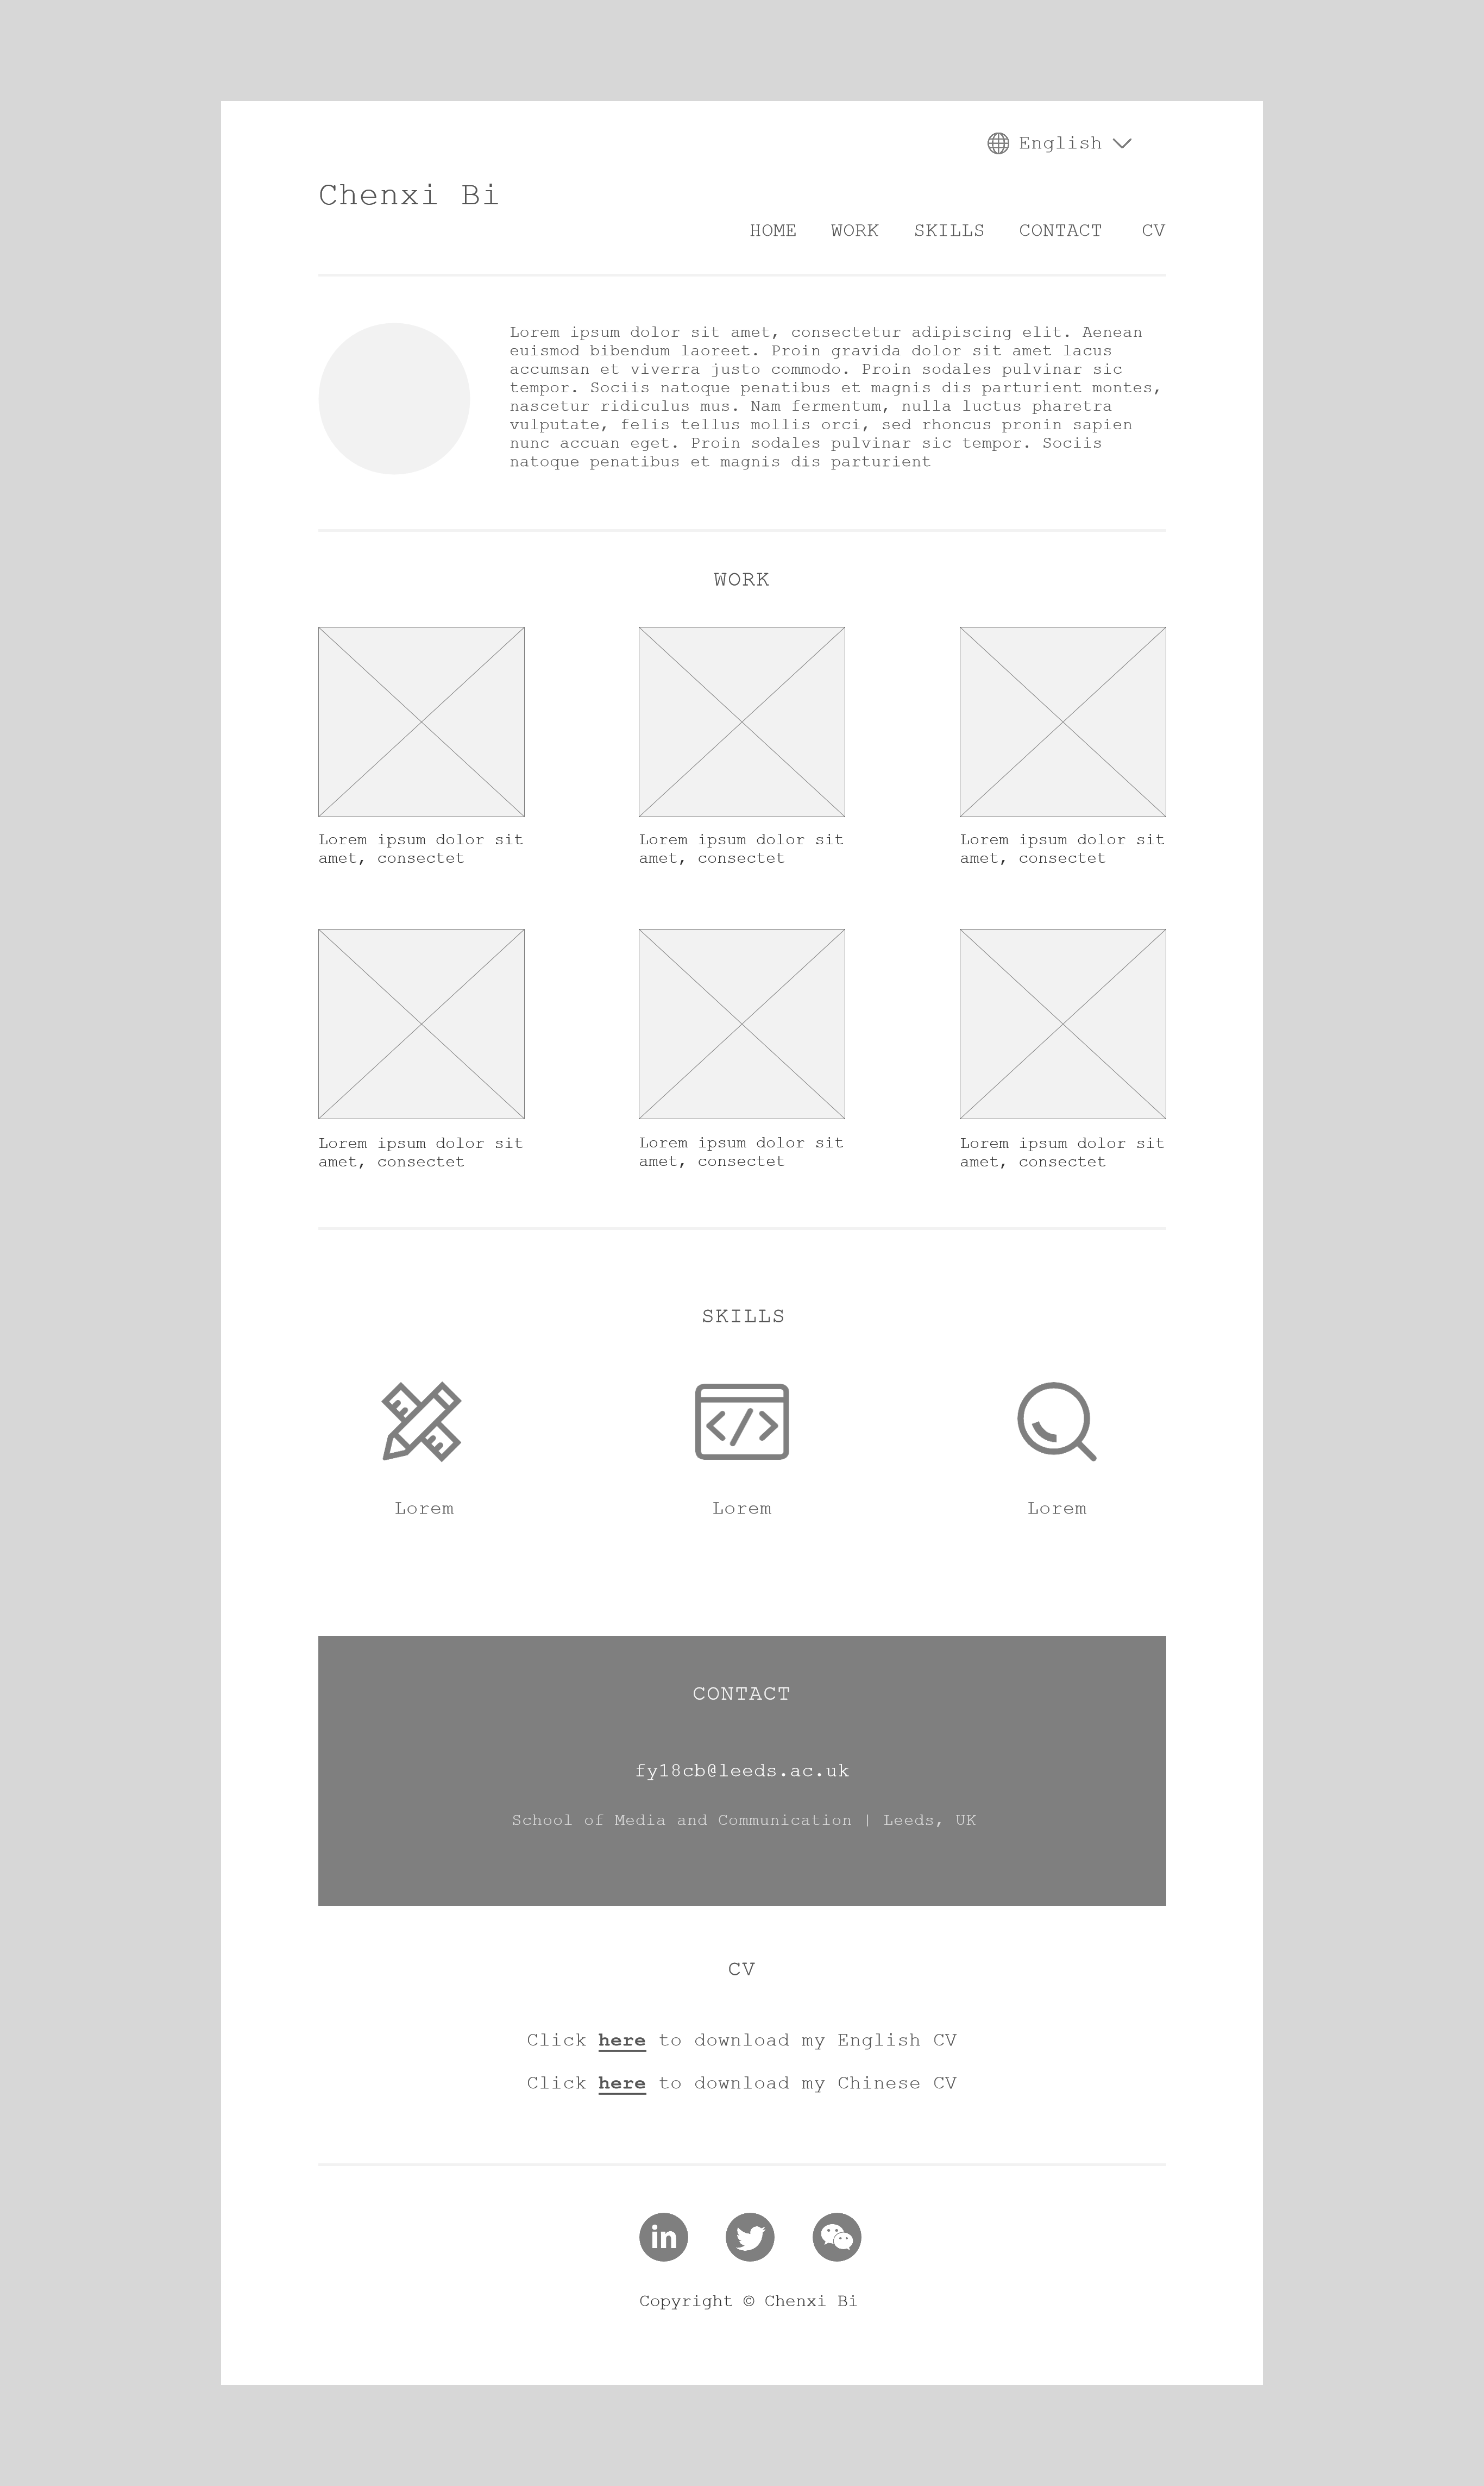 English
Chenxi Bi
HOME WORK SKILLS CONTACT CV
Lorem ipsum dolor sit amet, consectetur adipiscing elit. Aenean
euismod bibendum laoreet. Proin gravida dolor sit amet lacus
accumsan et viverra justo commodo. Proin sodales pulvinar sic
tempor. Sociis natoque penatibus et magnis dis parturient montes,
nascetur ridiculus mus. Nam fermentum, nulla luctus pharetra
vulputate, felis tellus mollis orci, sed rhoncus pronin sapien
nunc accuan eget. Proin sodales pulvinar sic tempor. Sociis
natoque penatibus et magnis dis parturient
WORK
Lorem ipsum dolor sit
amet, consectet
Lorem ipsum dolor sit
amet, consectet
Lorem ipsum dolor sit
amet, consectet
Lorem ipsum dolor sit
amet, consectet
Lorem ipsum dolor sit
amet, consectet
Lorem ipsum dolor sit
amet, consectet
SKILLS
Lorem
Lorem
Lorem
CONTACT
fy18cb@leeds.ac.uk
School of Media and Communication | Leeds, UK
CV
Click here to download my English CV
Click here to download my Chinese CV
in
Copyright © Chenxi Bi